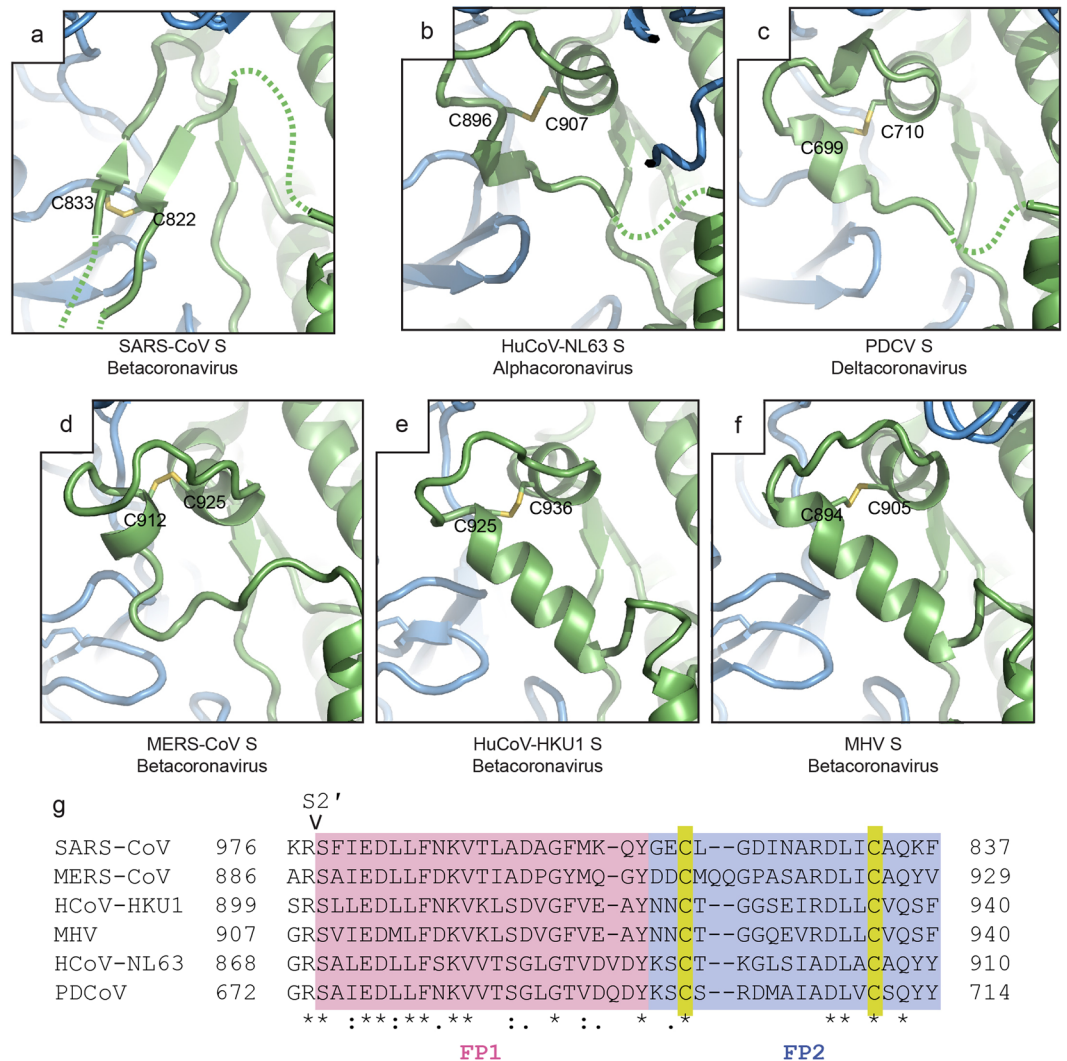 a
C833
C822
SARS-CoV S
Betacoronavirus
b
C896
C907
HuCoV-NL63 S
Alphacoronavirus
c
C699
C710
PDCV S
Deltacoronavirus
d
C912
C925
MERS-CoV S
Betacoronavirus
e
C925
C936
HuCoV-HKU1 S
Betacoronavirus
f
C894
C905
MHV S
Betacoronavirus
g
S2′
V
SARS-CoV 976 KRSFIEDLLFNKVTLADAGFMK-QYGECL--GDINARDLICAQKF 837
MERS-CoV 886 ARSAIEDLLFDKVTIADPGYMQ-GYDDCMQQGPASARDLICAQYV 929
HCoV-HKU1 899 SRSLLEDLLFNKVKLSDVGFVE-AYNNCT--GGSEIRDLLCVQSF 940
MHV 907 GRSVIEDMLFDKVKLSDVGFVE-AYNNCT--GGQEVRDLLCVQSF 940
HCoV-NL63 868 GRSALEDLLFSKVVTSGLGTVDVDYKSCT--KGLSIADLACAQYY 910
PDCoV 672 GRSAIEDLLFNKVVTSGLGTVDQDYKSCS--RDMAIADLVCSQYY 714
** :**:**.** :. * :. * .* ** * *
FP1 FP2